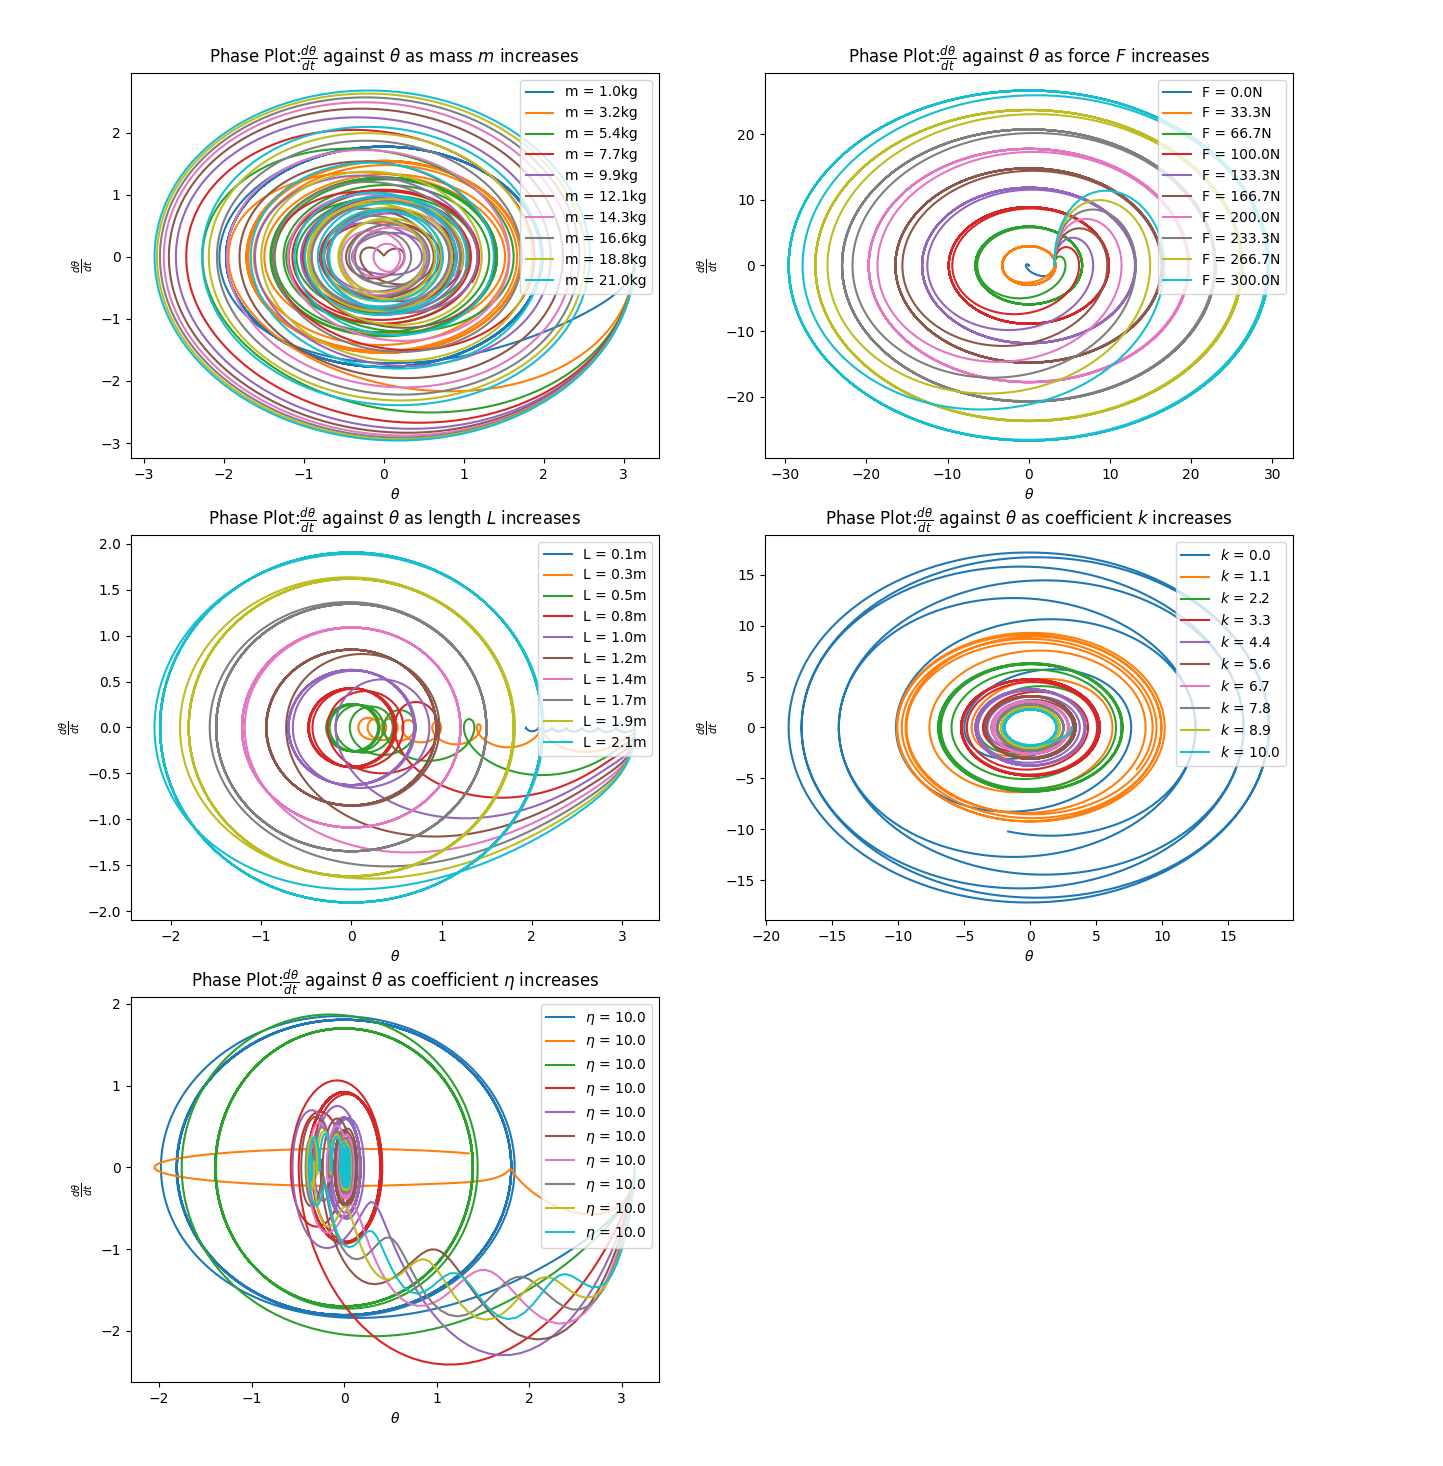 Phase Plot:dθ/dt against θ as mass m increases
dθ/dt
2
1
0
−1
−2
−3
−3 −2 −1 0 1 2 3
θ
m = 1.0kg
m = 3.2kg
m = 5.4kg
m = 7.7kg
m = 9.9kg
m = 12.1kg
m = 14.3kg
m = 16.6kg
m = 18.8kg
m = 21.0kg
Phase Plot:dθ/dt against θ as force F increases
dθ/dt
20
10
0
−10
−20
−30 −20 −10 0 10 20 30
θ
F = 0.0N
F = 33.3N
F = 66.7N
F = 100.0N
F = 133.3N
F = 166.7N
F = 200.0N
F = 233.3N
F = 266.7N
F = 300.0N
Phase Plot:dθ/dt against θ as length L increases
dθ/dt
2.0
1.5
1.0
0.5
0.0
−0.5
−1.0
−1.5
−2.0
−2 −1 0 1 2 3
θ
L = 0.1m
L = 0.3m
L = 0.5m
L = 0.8m
L = 1.0m
L = 1.2m
L = 1.4m
L = 1.7m
L = 1.9m
L = 2.1m
Phase Plot:dθ/dt against θ as coefficient k increases
dθ/dt
15
10
5
0
−5
−10
−15
−20 −15 −10 −5 0 5 10 15
θ
k = 0.0
k = 1.1
k = 2.2
k = 3.3
k = 4.4
k = 5.6
k = 6.7
k = 7.8
k = 8.9
k = 10.0
Phase Plot:dθ/dt against θ as coefficient η increases
dθ/dt
2
1
0
−1
−2
−2 −1 0 1 2 3
θ
η = 10.0
η = 10.0
η = 10.0
η = 10.0
η = 10.0
η = 10.0
η = 10.0
η = 10.0
η = 10.0
η = 10.0